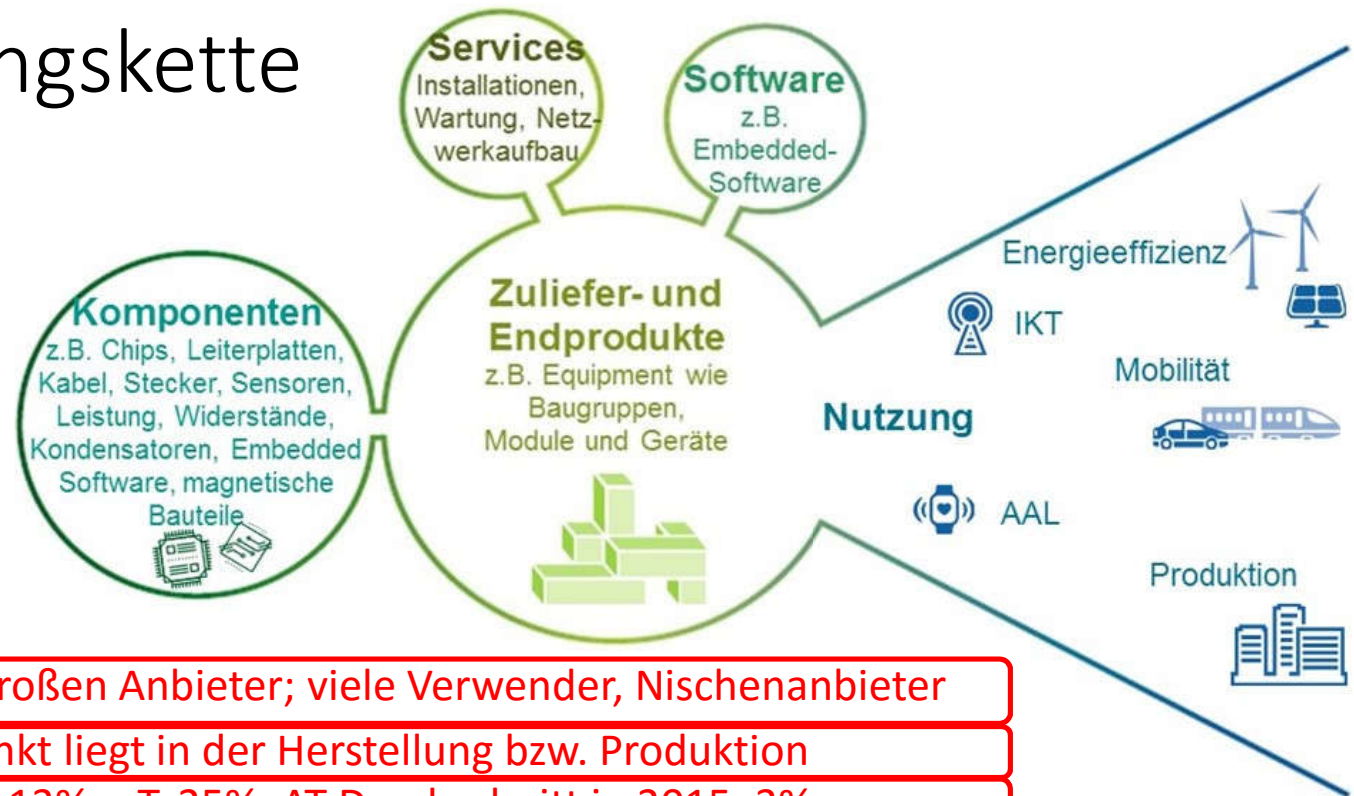 ngskette
Services
Installationen,
Wartung, Netz-
werkaufbau
Software
z.B.
Embedded-
Software
Komponenten
z.B. Chips, Leiterplatten,
Kabel, Stecker, Sensoren,
Leistung, Widerstände,
Kondensatoren, Embedded
Software, magnetische
Bauteile
Zuliefer- und
Endprodukte
z.B. Equipment wie
Baugruppen,
Module und Geräte
Nutzung
Energieeffizienz
IKT
Mobilität
AAL
Produktion
roßen Anbieter; viele Verwender, Nischenanbieter
nkt liegt in der Herstellung bzw. Produktion